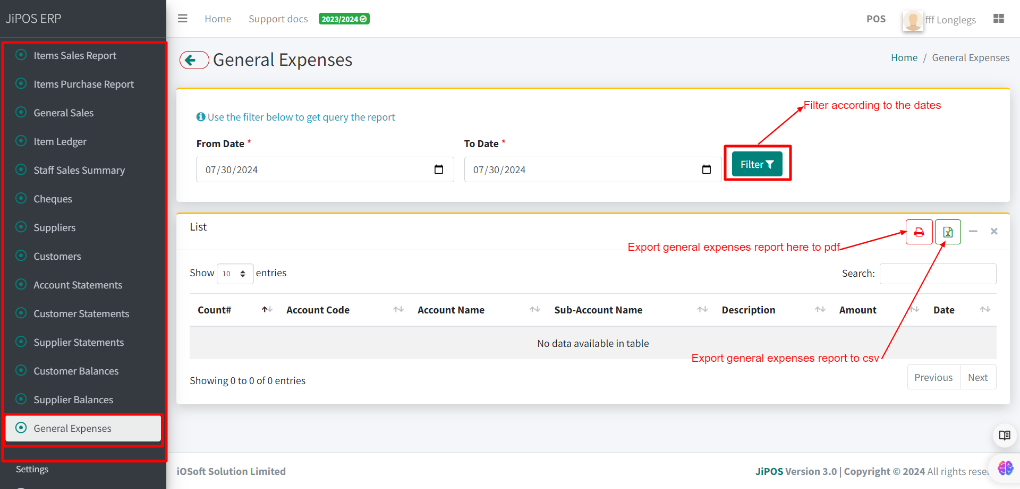 JiPOS ERP
Home Support docs 2023/2024 POS fff Longlegs
Items Sales Report
Items Purchase Report
General Sales
Item Ledger
Staff Sales Summary
Cheques
Suppliers
Customers
Account Statements
Customer Statements
Supplier Statements
Customer Balances
Supplier Balances
General Expenses
Settings
General Expenses
Home / General Expenses
Filter according to the dates
Use the filter below to get query the report
From Date * To Date *
07/30/2024 07/30/2024 Filter
List
Export general expenses report here to pdf
Show 10 entries Search:
Count# Account Code Account Name Sub-Account Name Description Amount Date
No data available in table
Export general expenses report to csv
Showing 0 to 0 of 0 entries Previous Next
iOSoft Solution Limited JiPOS Version 3.0 | Copyright © 2024 All rights